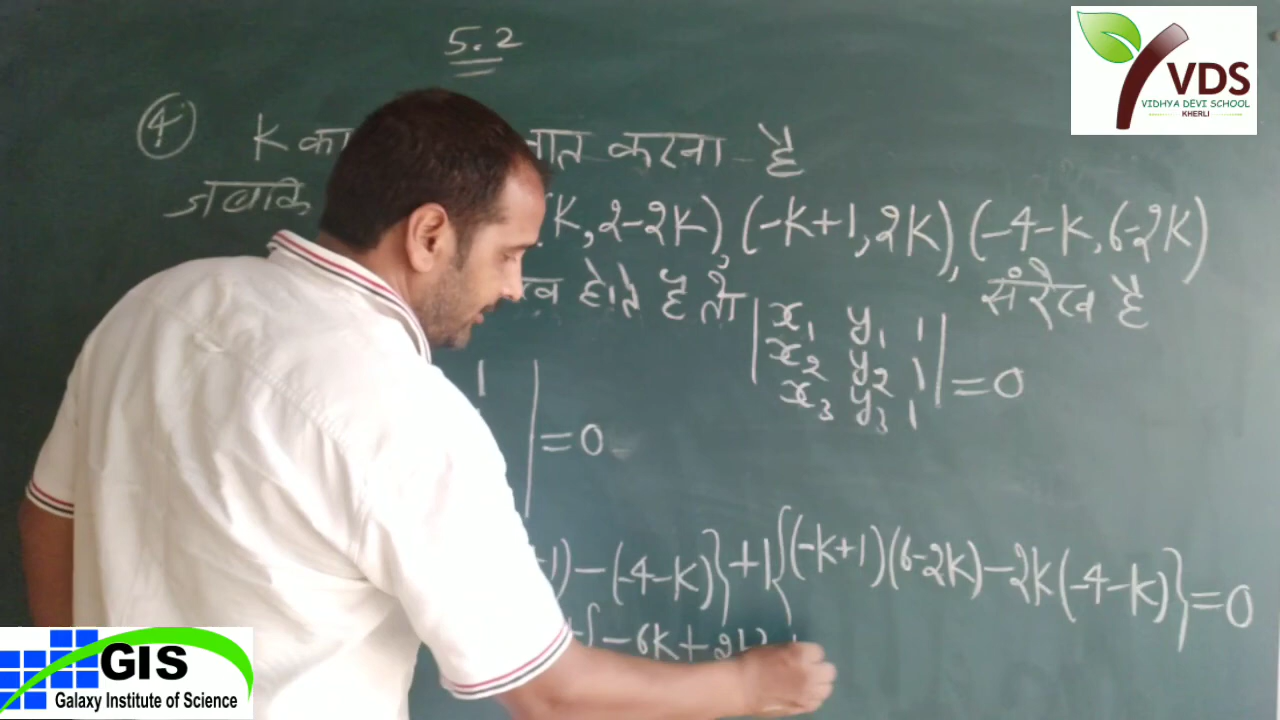 5.2
VDS
VIDHYA DEVI SCHOOL
KHERLI
4 K का ज्ञात करना है
जबकि (K, 2-2K), (-K+1, 2K), (-4-K, 6-2K)
होते है तो संरेख है
| x₁ y₁ 1 |
| x₂ y₂ 1 | = 0
| x₃ y₃ 1 |
1 | = 0
) - (-4-K)} + 1{(-K+1)(6-2K) - 2K(-4-K)} = 0
- 6K + 2K²
GIS
Galaxy Institute of Science